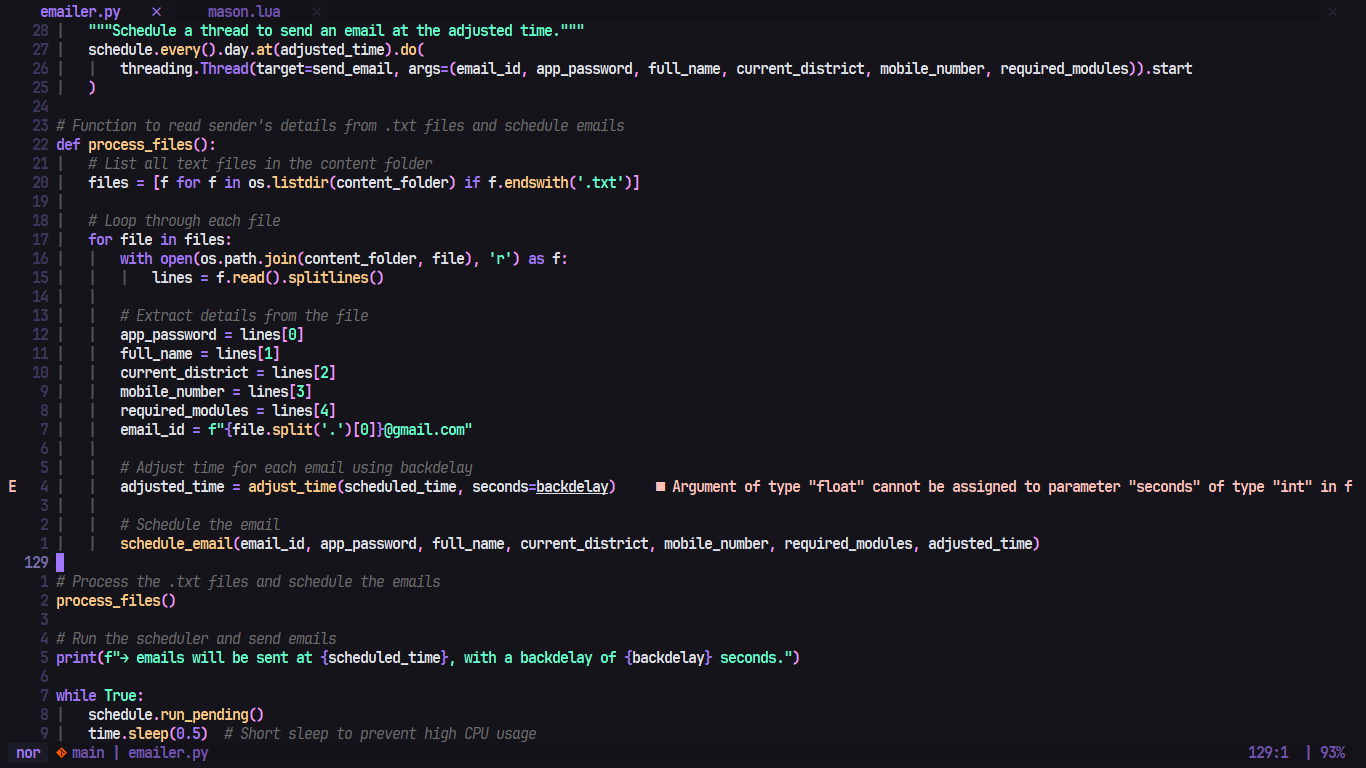 emailer.py × mason.lua × ×
28 """Schedule a thread to send an email at the adjusted time."""
27 schedule.every().day.at(adjusted_time).do(
26 threading.Thread(target=send_email, args=(email_id, app_password, full_name, current_district, mobile_number, required_modules)).start
25 )
24
23 # Function to read sender's details from .txt files and schedule emails
22 def process_files():
21 # List all text files in the content folder
20 files = [f for f in os.listdir(content_folder) if f.endswith('.txt')]
19
18 # Loop through each file
17 for file in files:
16 with open(os.path.join(content_folder, file), 'r') as f:
15 lines = f.read().splitlines()
14
13 # Extract details from the file
12 app_password = lines[0]
11 full_name = lines[1]
10 current_district = lines[2]
9 mobile_number = lines[3]
8 required_modules = lines[4]
7 email_id = f"{file.split('.')[0]}@gmail.com"
6
5 # Adjust time for each email using backdelay
E 4 adjusted_time = adjust_time(scheduled_time, seconds=backdelay) ■ Argument of type "float" cannot be assigned to parameter "seconds" of type "int" in f
3
2 # Schedule the email
1 schedule_email(email_id, app_password, full_name, current_district, mobile_number, required_modules, adjusted_time)
129
1 # Process the .txt files and schedule the emails
2 process_files()
3
4 # Run the scheduler and send emails
5 print(f"→ emails will be sent at {scheduled_time}, with a backdelay of {backdelay} seconds.")
6
7 while True:
8 schedule.run_pending()
9 time.sleep(0.5) # Short sleep to prevent high CPU usage
nor main | emailer.py 129:1 | 93%